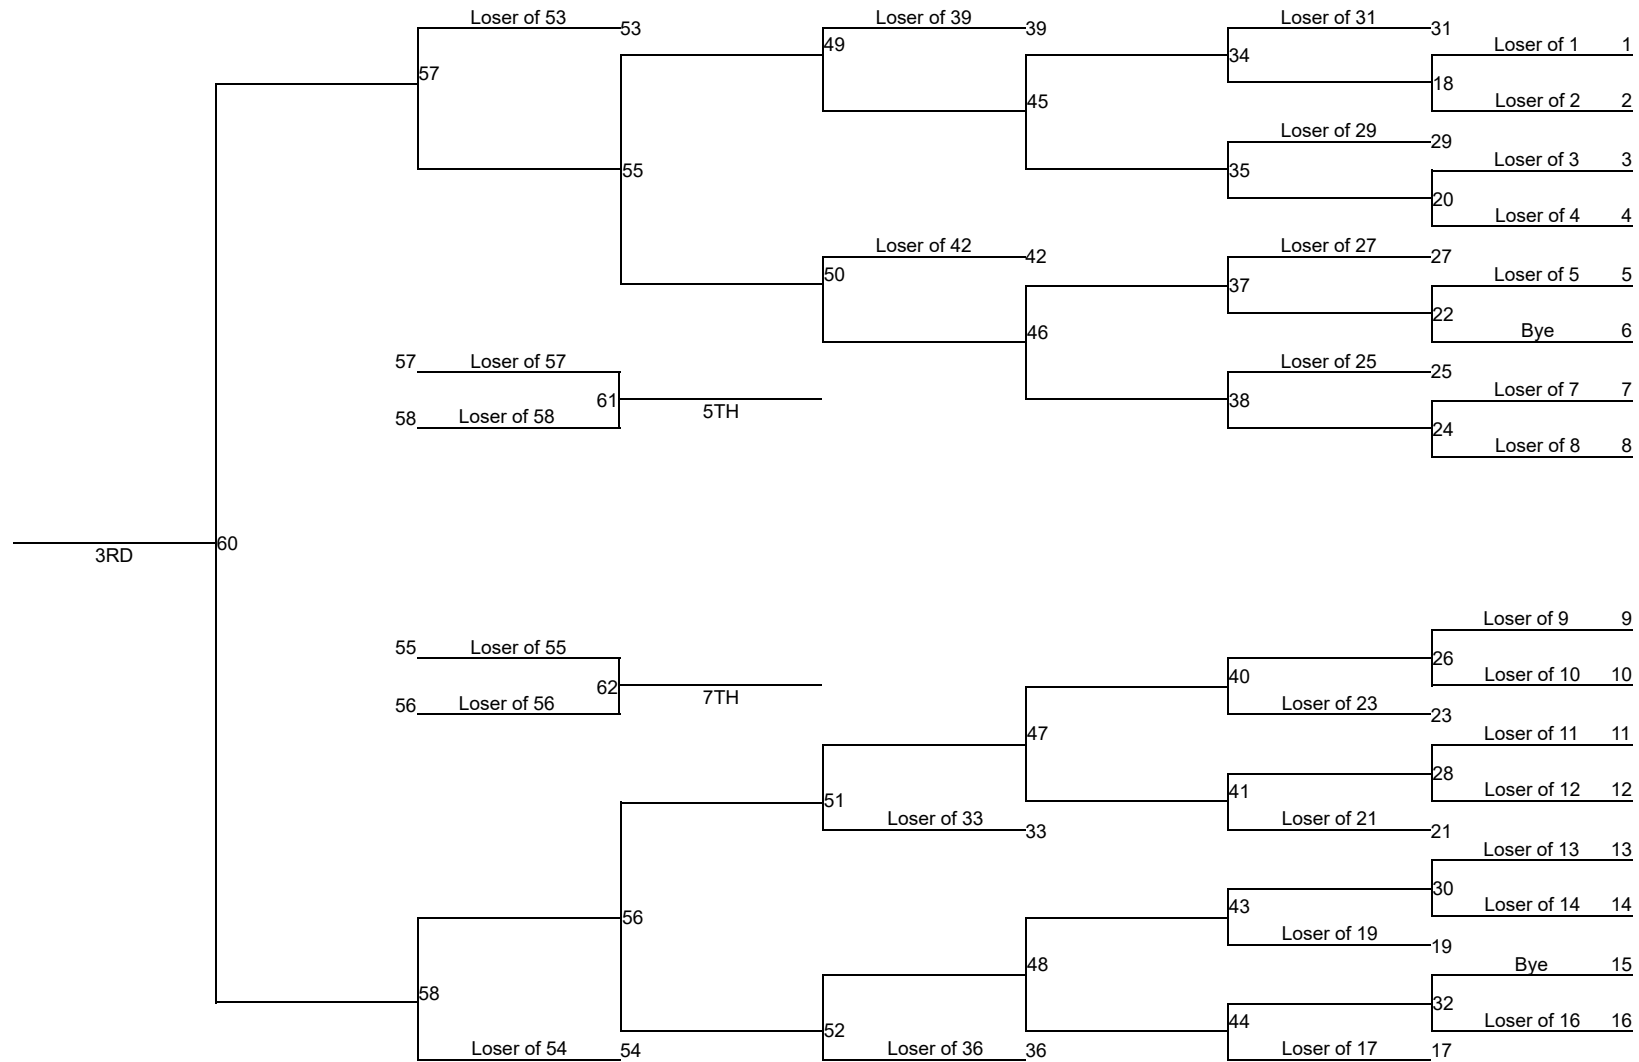 Loser of 53 53 Loser of 39 39 Loser of 31 31
49 Loser of 1 1
34
57 18
45 Loser of 2 2
Loser of 29 29
Loser of 3 3
55 35
20
Loser of 4 4
Loser of 42 42 Loser of 27 27
50 Loser of 5 5
37
22
46 Bye 6
57 Loser of 57 Loser of 25 25
Loser of 7 7
61 5TH 38
58 Loser of 58 24
Loser of 8 8
60
3RD
Loser of 9 9
55 Loser of 55 26
40
62 7TH Loser of 10 10
56 Loser of 56 Loser of 23 23
47 Loser of 11 11
28
41 Loser of 12 12
51
Loser of 33 33 Loser of 21 21
Loser of 13 13
30
43 Loser of 14 14
56
Loser of 19 19
48 Bye 15
58 32
44 Loser of 16 16
52
Loser of 54 54 Loser of 36 36 Loser of 17 17